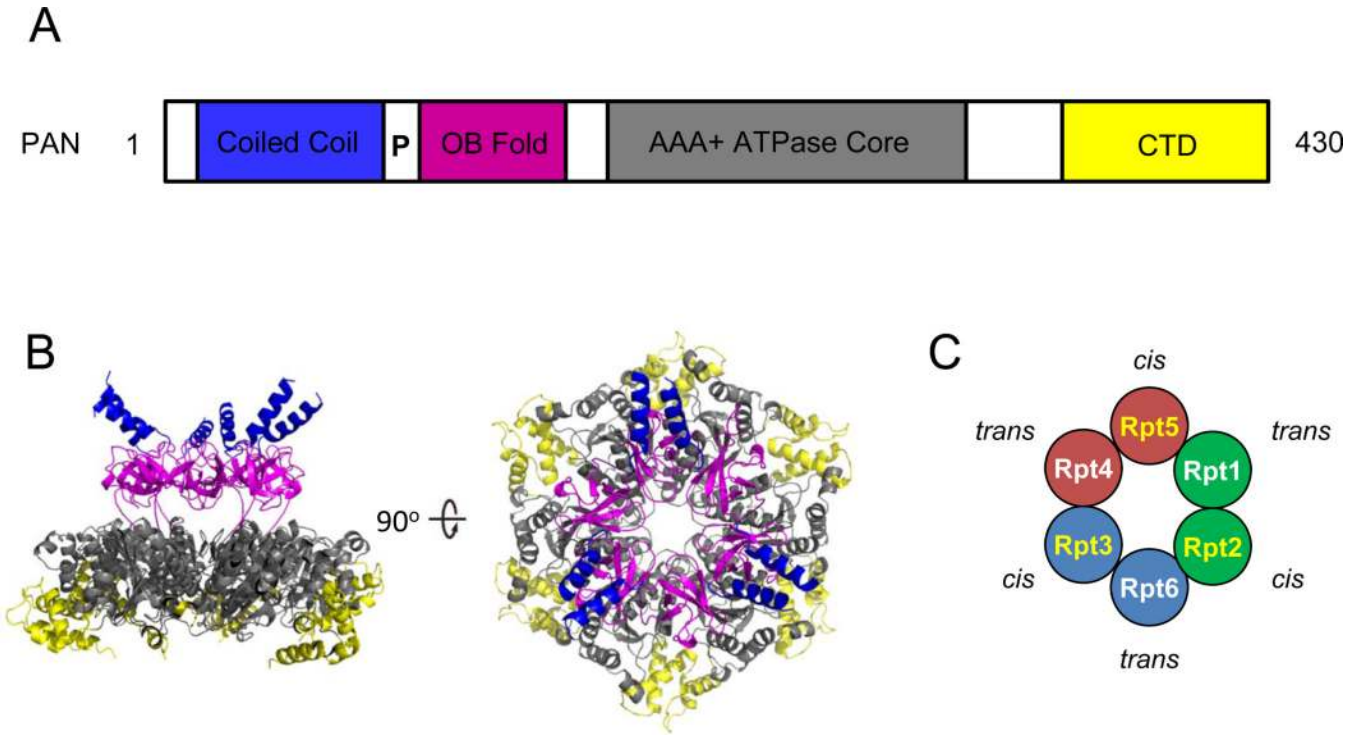 A
PAN 1 Coiled Coil P OB Fold AAA+ ATPase Core CTD 430
B
90°
C
cis
trans Rpt5 trans
Rpt4 Rpt1
Rpt3 Rpt2
cis Rpt6 cis
trans